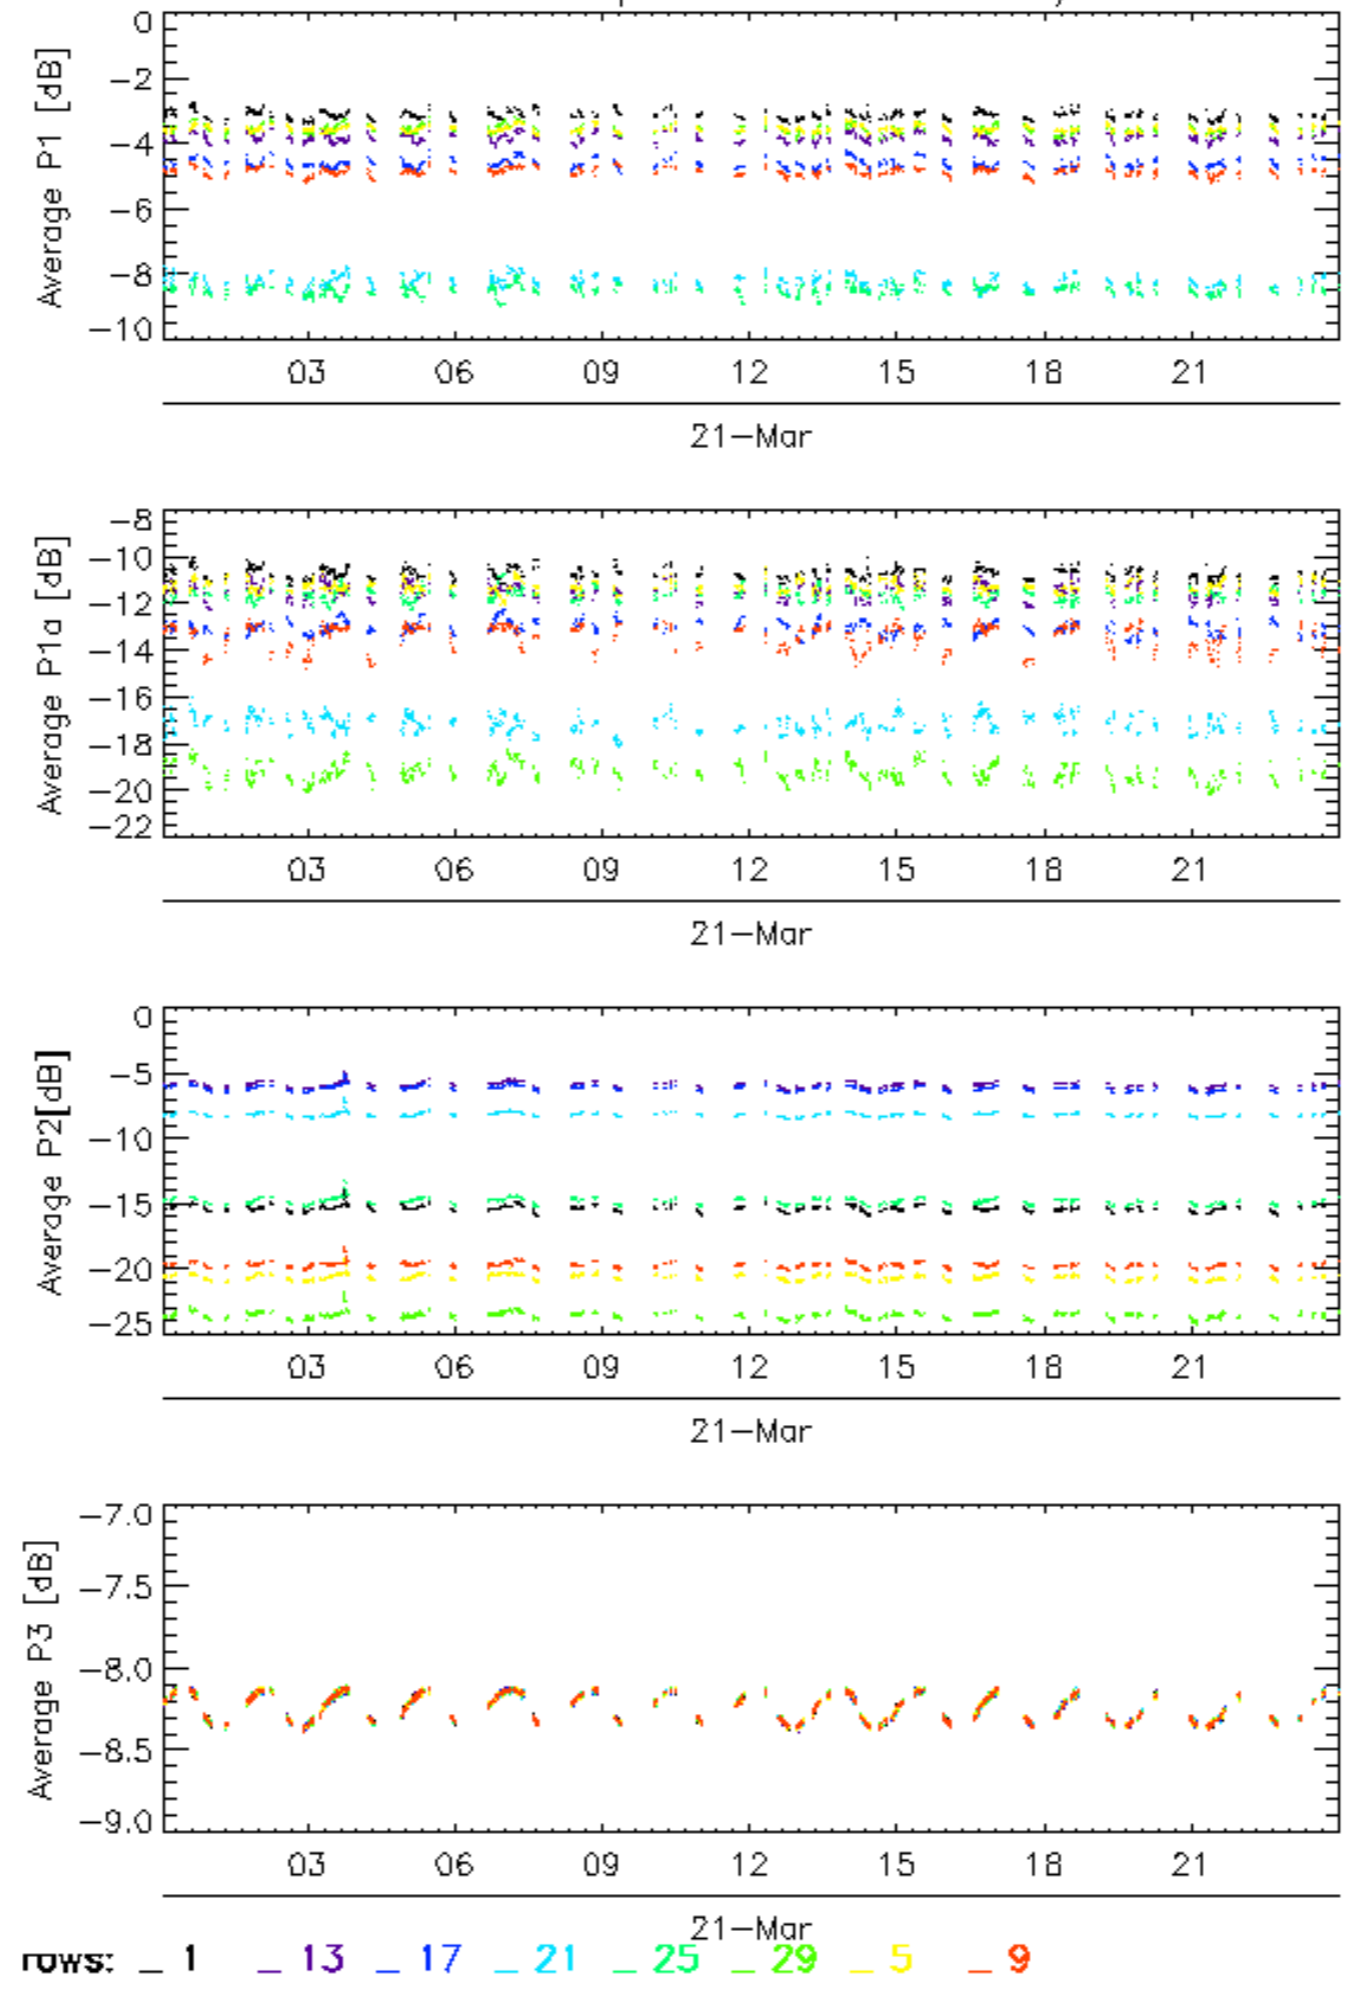 Average P1 [dB]
0
−2
−4
−6
−8
−10
03 06 09 12 15 18 21
21−Mar
Average P1a [dB]
−8
−10
−12
−14
−16
−18
−20
−22
03 06 09 12 15 18 21
21−Mar
Average P2[dB]
0
−5
−10
−15
−20
−25
03 06 09 12 15 18 21
21−Mar
Average P3 [dB]
−7.0
−7.5
−8.0
−8.5
−9.0
03 06 09 12 15 18 21
21−Mar
rows: _ 1 _ 13 _ 17 _ 21 _ 25 _ 29 _ 5 _ 9